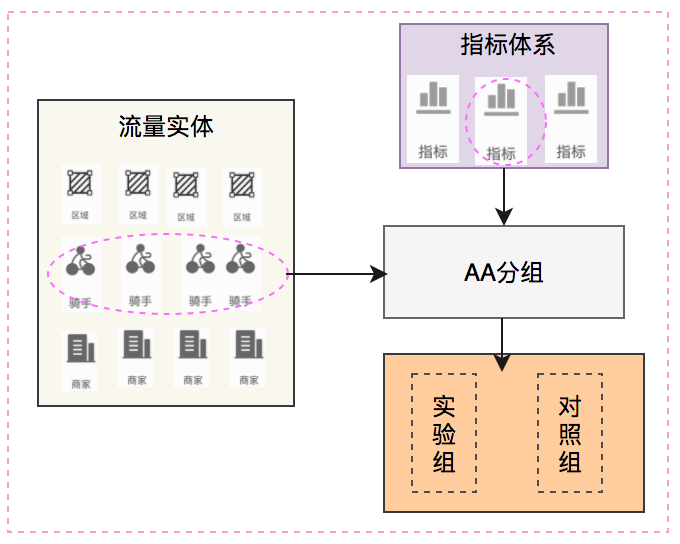 指标体系
指标 指标 指标
流量实体
区域 区域 区域 区域
骑手 骑手 骑手 骑手
商家 商家 商家 商家
AA分组
实验组
对照组